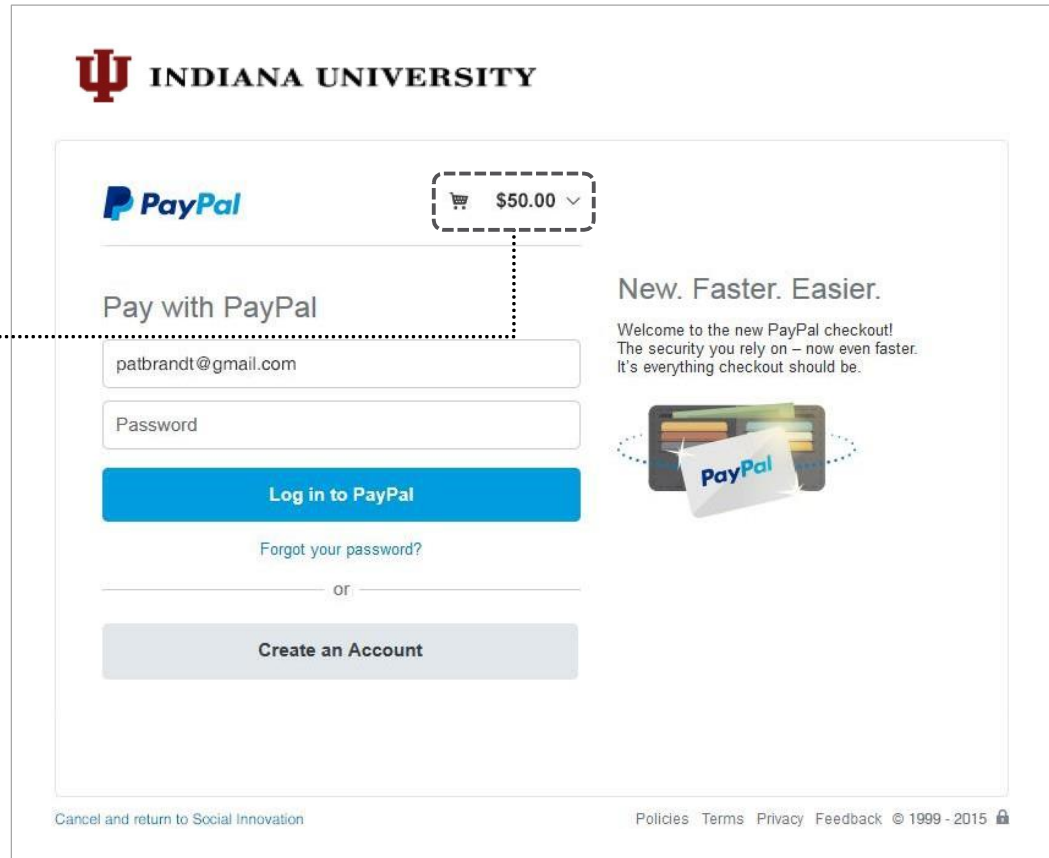 INDIANA UNIVERSITY
PayPal
$50.00
Pay with PayPal
patbrandt@gmail.com
Password
Log in to PayPal
Forgot your password?
or
Create an Account
New. Faster. Easier.
Welcome to the new PayPal checkout!
The security you rely on – now even faster.
It's everything checkout should be.
PayPal
Cancel and return to Social Innovation
Policies Terms Privacy Feedback © 1999 - 2015